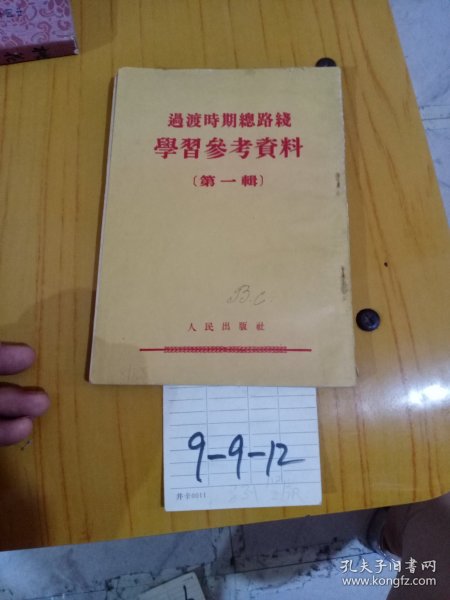 過渡時期總路綫
學習參考資料
〔第一輯〕
B.C
人民出版社
9-9-12
孔夫子旧书网
www.kongfz.com